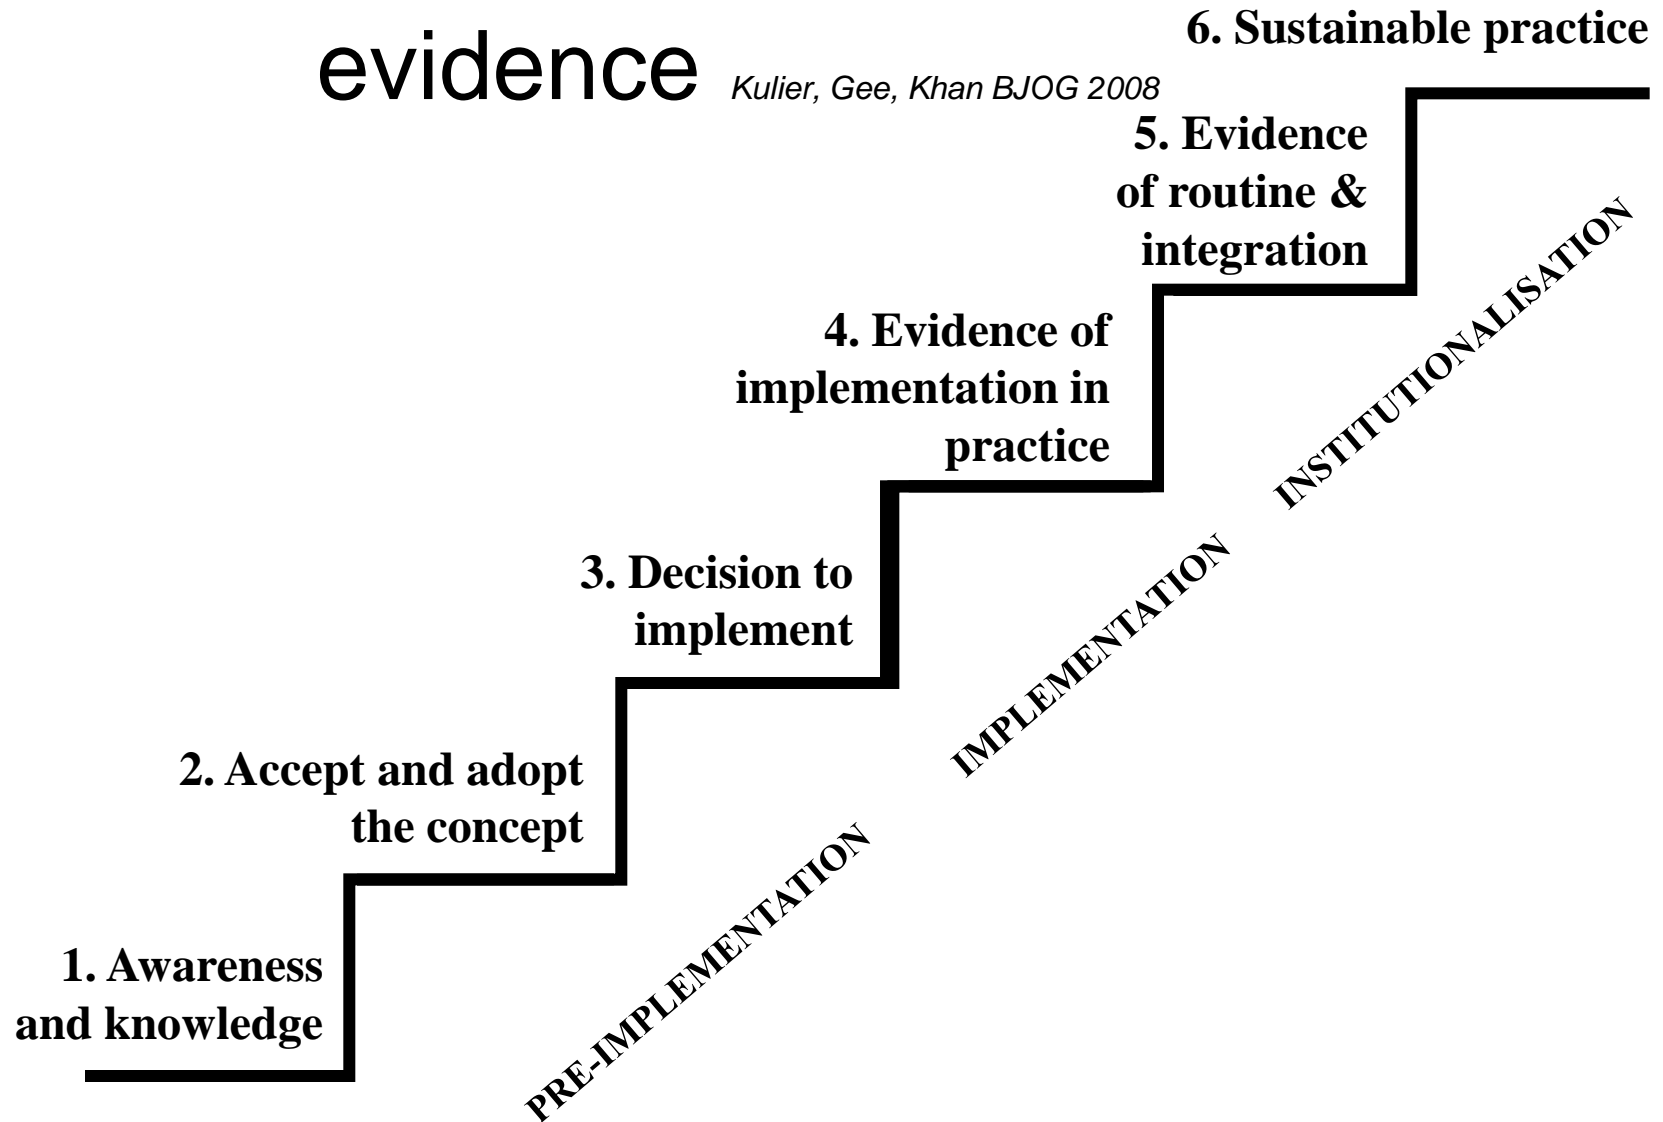 evidence Kulier, Gee, Khan BJOG 2008
6. Sustainable practice
5. Evidence
of routine &
integration
4. Evidence of
implementation in
practice
3. Decision to
implement
2. Accept and adopt
the concept
1. Awareness
and knowledge
PRE-IMPLEMENTATION
IMPLEMENTATION
INSTITUTIONALISATION